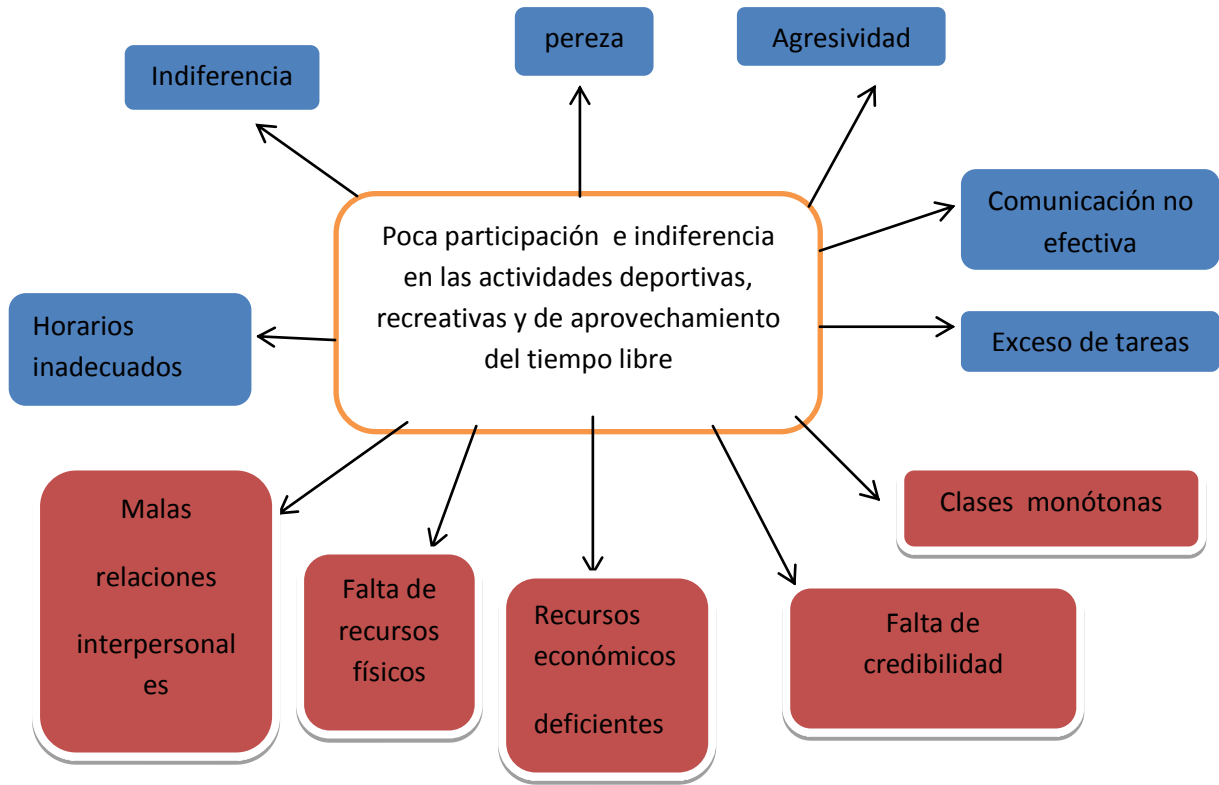 pereza
Agresividad
Indiferencia
Comunicación no
efectiva
Poca participación e indiferencia
en las actividades deportivas,
recreativas y de aprovechamiento
del tiempo libre
Horarios
inadecuados
Exceso de tareas
Malas
relaciones
interpersonal
es
Falta de
recursos
físicos
Recursos
económicos
deficientes
Falta de
credibilidad
Clases monótonas